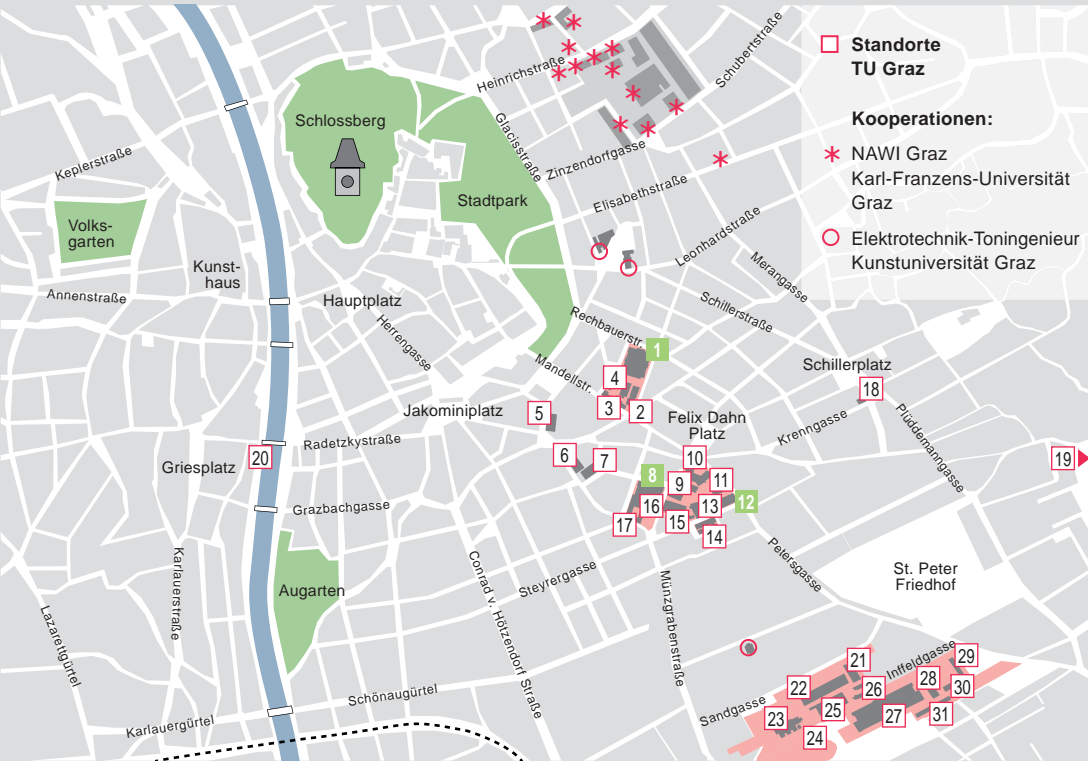 Standorte
TU Graz
Kooperationen:
NAWI Graz
Karl-Franzens-Universität
Graz
Elektrotechnik-Toningenieur
Kunstuniversität Graz
Heinrichstraße
Schubertstraße
Glacisstraße
Schlossberg
Keplerstraße
Zinzendorfgasse
Stadtpark
Elisabethstraße
Volks-
garten
Leonhardstraße
Merangasse
Kunst-
haus
Annenstraße
Hauptplatz
Schillerstraße
Herrengasse
Rechbauerstr.
1
Mandellstr.
Schillerplatz
4
18
3
2
5
Jakominiplatz
Felix Dahn
Platz
Krenngasse
Plüddemanngasse
Radetzkystraße
20
Griesplatz
6
7
10
19
8
9
11
12
Grazbachgasse
16
13
17
15
14
Karlauerstraße
Conrad v. Hötzendorf Straße
Steyrergasse
Münzgrabenstraße
Petersgasse
St. Peter
Friedhof
Augarten
Lazarettgürtel
Inffeldgasse
21
29
22
28
26
30
Schönaugürtel
Sandgasse
25
27
31
23
24
Karlauergürtel